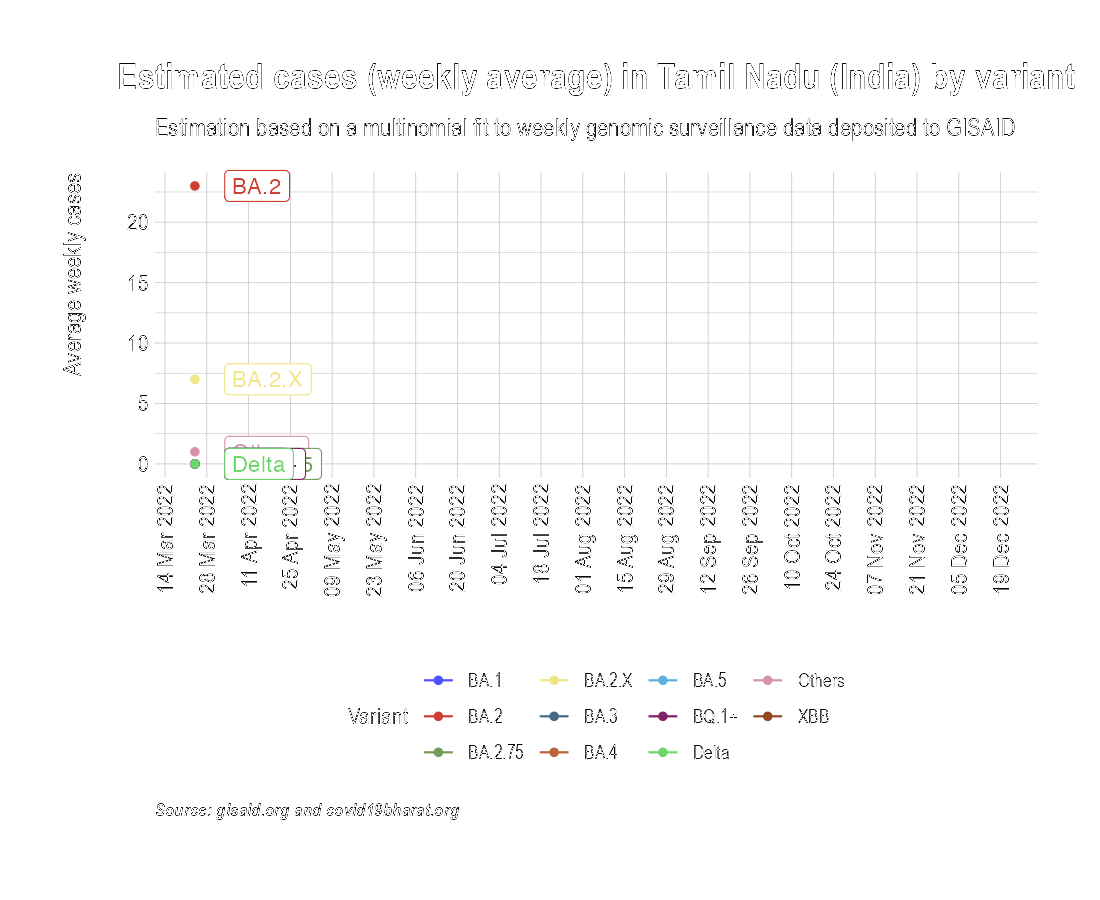 Estimated cases (weekly average) in Tamil Nadu (India) by variant
Estimation based on a multinomial fit to weekly genomic surveillance data deposited to GISAID
Average weekly cases
20
15
10
5
0
BA.2
BA.2.X
Delta
5
14 Mar 2022
28 Mar 2022
11 Apr 2022
25 Apr 2022
09 May 2022
23 May 2022
06 Jun 2022
20 Jun 2022
04 Jul 2022
18 Jul 2022
01 Aug 2022
15 Aug 2022
29 Aug 2022
12 Sep 2022
26 Sep 2022
10 Oct 2022
24 Oct 2022
07 Nov 2022
21 Nov 2022
05 Dec 2022
19 Dec 2022
Variant
BA.1
BA.2
BA.2.75
BA.2.X
BA.3
BA.4
BA.5
BQ.1+
Delta
Others
XBB
Source: gisaid.org and covid19bharat.org